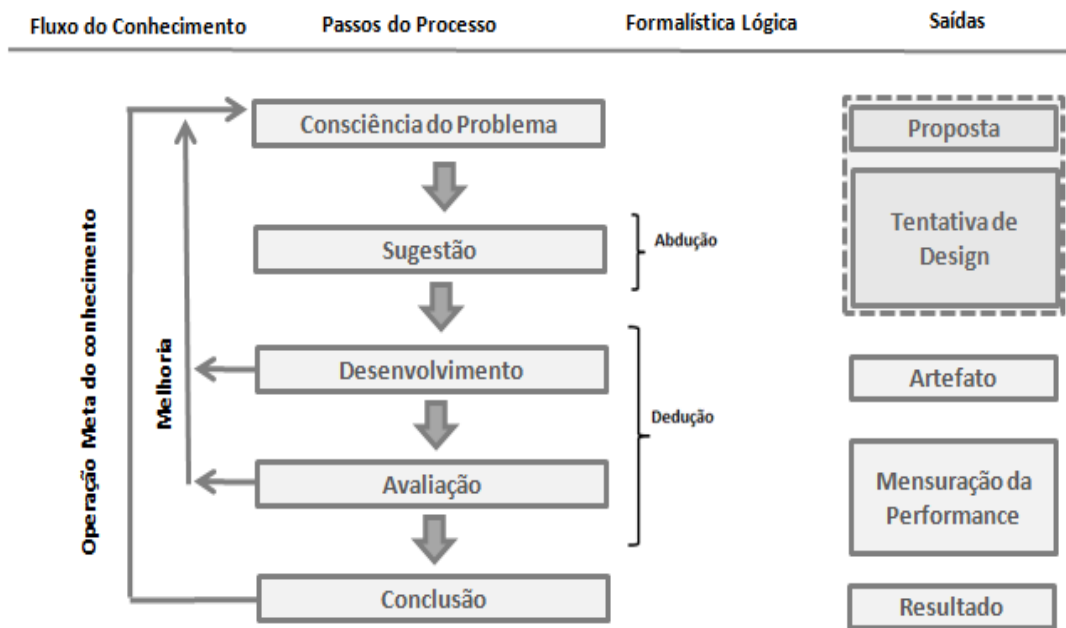 Fluxo do Conhecimento
Passos do Processo
Formalística Lógica
Saídas
Consciência do Problema
Proposta
Sugestão
Abdução
Tentativa de
Design
Operação Meta do conhecimento
Melhoria
Desenvolvimento
Dedução
Artefato
Avaliação
Mensuração da
Performance
Conclusão
Resultado